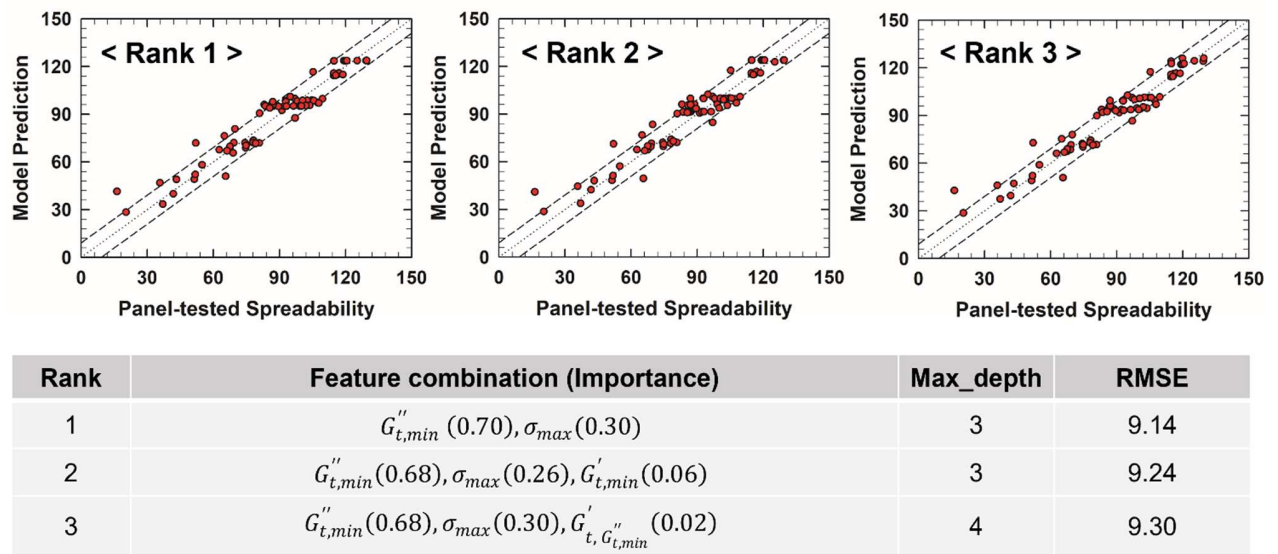 < Rank 1 >
Model Prediction
150
120
90
60
30
0
0 30 60 90 120 150
Panel-tested Spreadability
< Rank 2 >
Model Prediction
150
120
90
60
30
0
0 30 60 90 120 150
Panel-tested Spreadability
< Rank 3 >
Model Prediction
150
120
90
60
30
0
0 30 60 90 120 150
Panel-tested Spreadability
Rank Feature combination (Importance) Max_depth RMSE
1 G''t,min (0.70), σmax(0.30) 3 9.14
2 G''t,min(0.68), σmax(0.26), G't,min(0.06) 3 9.24
3 G''t,min(0.68), σmax(0.30), G't, G''t,min (0.02) 4 9.30